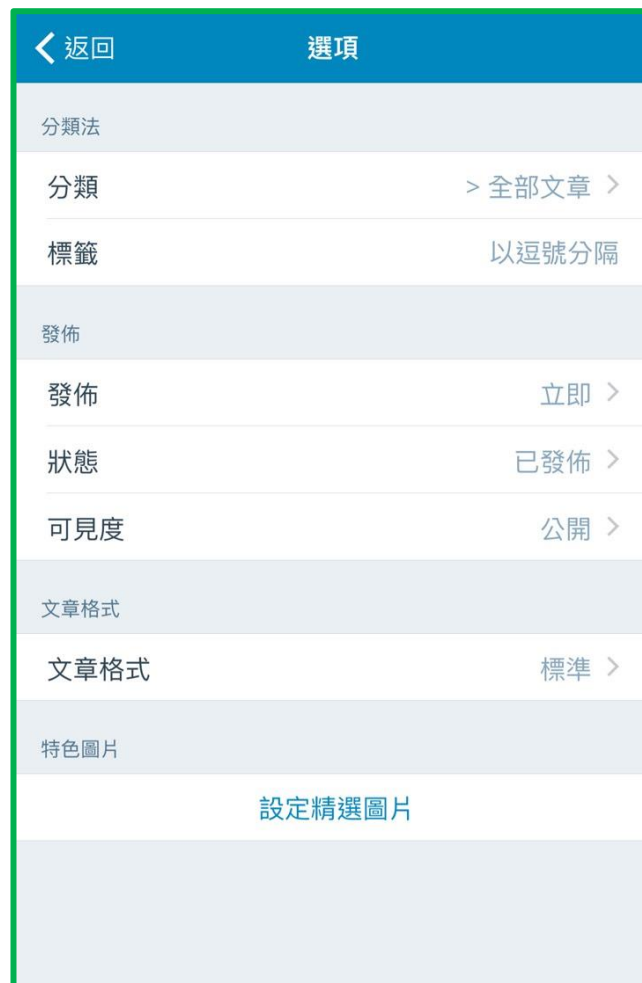 返回 選項
分類法
分類 > 全部文章
標籤 以逗號分隔
發佈
發佈 立即
狀態 已發佈
可見度 公開
文章格式
文章格式 標準
特色圖片
設定精選圖片